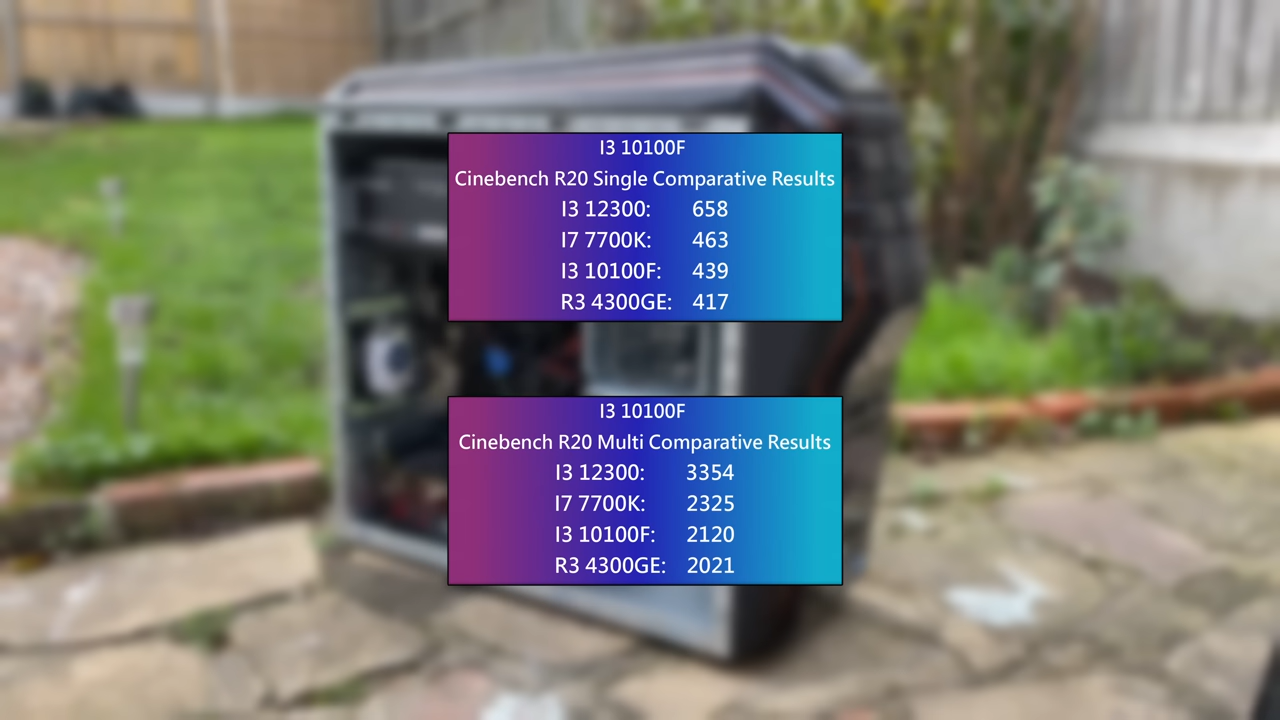 I3 10100F
Cinebench R20 Single Comparative Results
I3 12300: 658
I7 7700K: 463
I3 10100F: 439
R3 4300GE: 417
I3 10100F
Cinebench R20 Multi Comparative Results
I3 12300: 3354
I7 7700K: 2325
I3 10100F: 2120
R3 4300GE: 2021